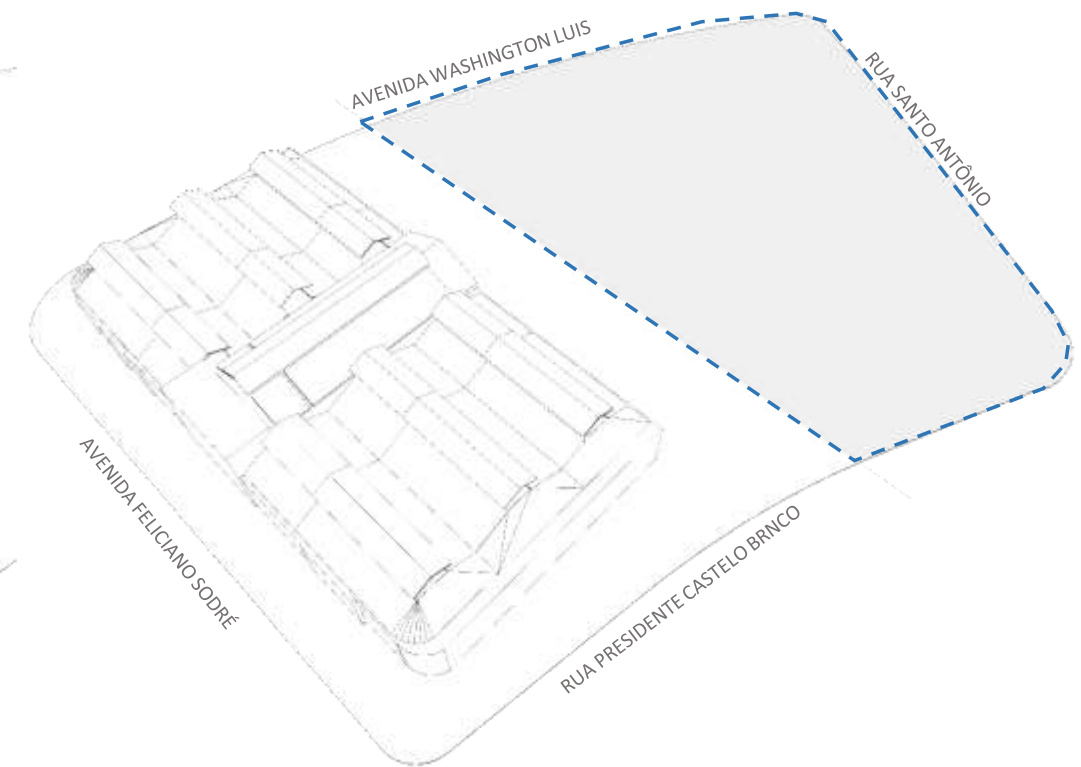 AVENIDA WASHINGTON LUIS
RUA SANTO ANTÔNIO
AVENIDA FELICIANO SODRÉ
RUA PRESIDENTE CASTELO BRNCO